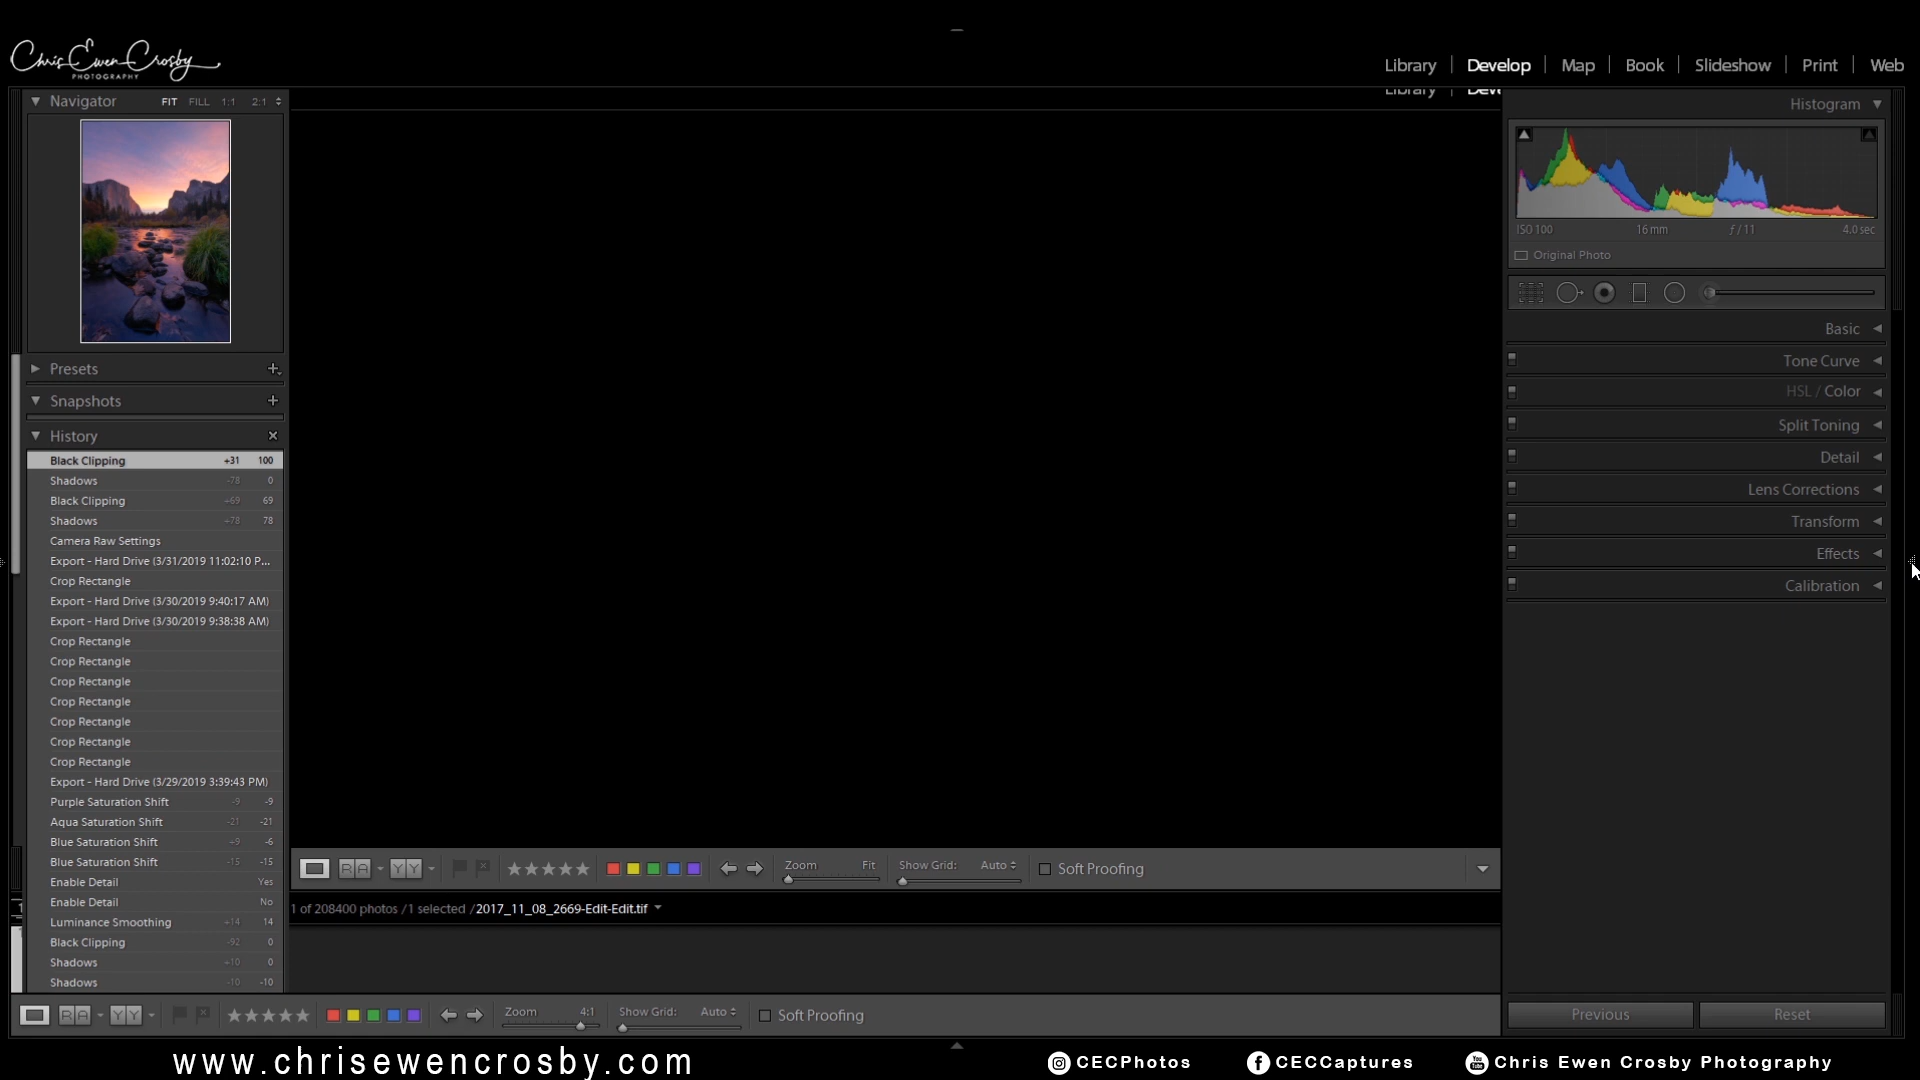 Chris Ewen Crosby
PHOTOGRAPHY
Library | Develop | Map | Book | Slideshow | Print | Web
Navigator FIT FILL 1:1 2:1
Histogram
ISO 100 16 mm ƒ / 11 4.0 sec
Original Photo
Basic
Tone Curve
HSL / Color
Split Toning
Detail
Lens Corrections
Transform
Effects
Calibration
Previous Reset
Presets
Snapshots
History
Black Clipping +31 100
Shadows -78 0
Black Clipping +69 69
Shadows +78 78
Camera Raw Settings
Export - Hard Drive (3/31/2019 11:02:10 P...
Crop Rectangle
Export - Hard Drive (3/30/2019 9:40:17 AM)
Export - Hard Drive (3/30/2019 9:38:38 AM)
Crop Rectangle
Crop Rectangle
Crop Rectangle
Crop Rectangle
Crop Rectangle
Crop Rectangle
Crop Rectangle
Export - Hard Drive (3/29/2019 3:39:43 PM)
Purple Saturation Shift -9 -9
Aqua Saturation Shift -21 -21
Blue Saturation Shift +9 -6
Blue Saturation Shift -15 -15
Enable Detail Yes
Enable Detail No
Luminance Smoothing +14 14
Black Clipping -92 0
Shadows +10 0
Shadows -10 -10
RA YY Zoom Fit Show Grid: Auto Soft Proofing
1 of 208400 photos / 1 selected / 2017_11_08_2669-Edit-Edit.tif
RA YY Zoom 4:1 Show Grid: Auto Soft Proofing
www.chrisewencrosby.com CECPhotos CECCaptures Chris Ewen Crosby Photography